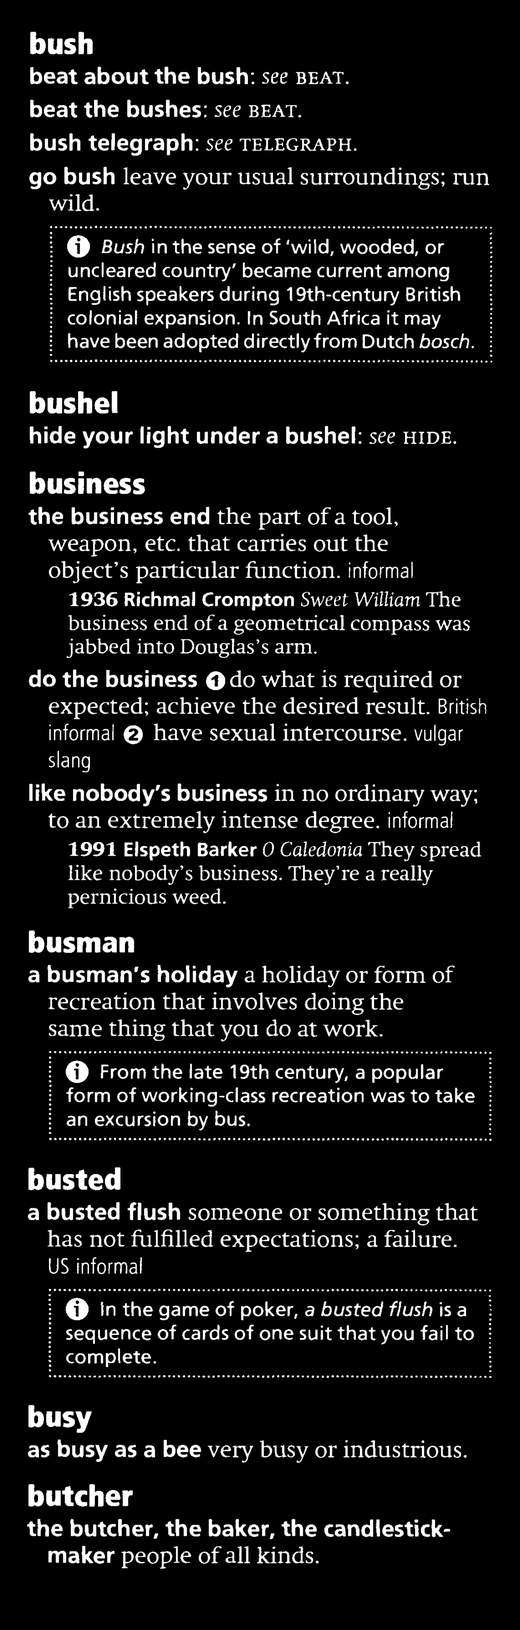 bush
beat about the bush: see BEAT.
beat the bushes: see BEAT.
bush telegraph: see TELEGRAPH.
go bush leave your usual surroundings; run
wild.
ⓘ Bush in the sense of ‘wild, wooded, or
uncleared country’ became current among
English speakers during 19th-century British
colonial expansion. In South Africa it may
have been adopted directly from Dutch bosch.
bushel
hide your light under a bushel: see HIDE.
business
the business end the part of a tool,
weapon, etc. that carries out the
object’s particular function. informal
1936 Richmal Crompton Sweet William The
business end of a geometrical compass was
jabbed into Douglas’s arm.
do the business ❶ do what is required or
expected; achieve the desired result. British
informal ❷ have sexual intercourse. vulgar
slang
like nobody’s business in no ordinary way;
to an extremely intense degree. informal
1991 Elspeth Barker O Caledonia They spread
like nobody’s business. They’re a really
pernicious weed.
busman
a busman’s holiday a holiday or form of
recreation that involves doing the
same thing that you do at work.
ⓘ From the late 19th century, a popular
form of working-class recreation was to take
an excursion by bus.
busted
a busted flush someone or something that
has not fulfilled expectations; a failure.
US informal
ⓘ In the game of poker, a busted flush is a
sequence of cards of one suit that you fail to
complete.
busy
as busy as a bee very busy or industrious.
butcher
the butcher, the baker, the candlestick-
maker people of all kinds.